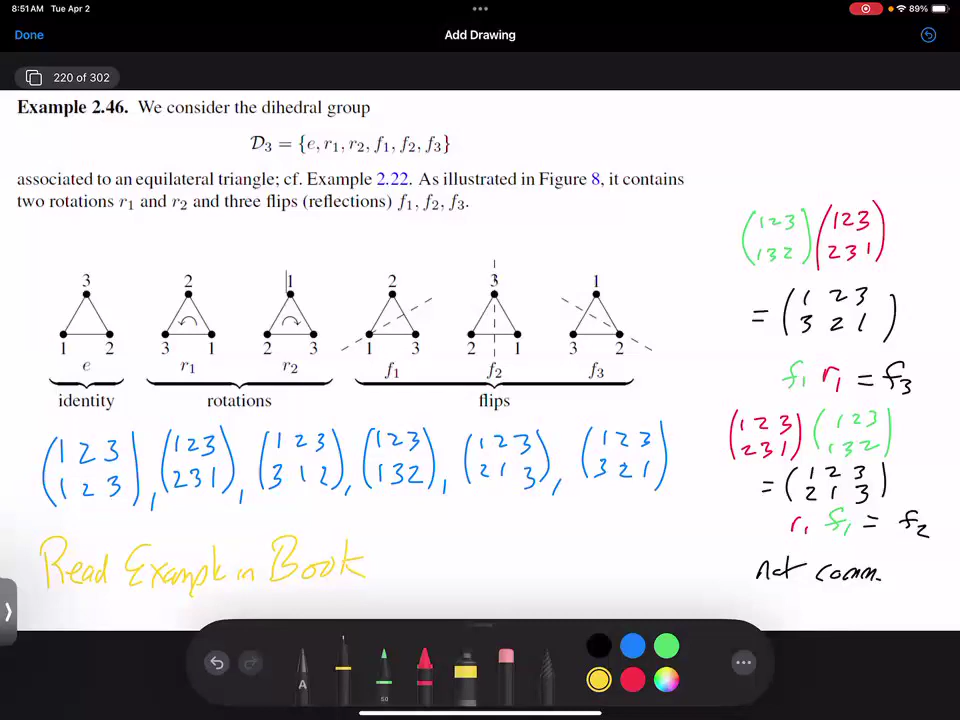 8:51 AM Tue Apr 2
89%
Done
Add Drawing
220 of 302
Example 2.46. We consider the dihedral group
𝒟₃ = {e, r₁, r₂, f₁, f₂, f₃}
associated to an equilateral triangle; cf. Example 2.22. As illustrated in Figure 8, it contains
two rotations r₁ and r₂ and three flips (reflections) f₁, f₂, f₃.
3 2 1 2 3 1
1 2 3 1 2 3 1 3 2 1 3 2
e r₁ r₂ f₁ f₂ f₃
identity rotations flips
(1 2 3 / 1 2 3), (1 2 3 / 2 3 1), (1 2 3 / 3 1 2), (1 2 3 / 1 3 2), (1 2 3 / 2 1 3), (1 2 3 / 3 2 1)
Read Example in Book
(1 2 3 / 1 3 2) (1 2 3 / 2 3 1)
= (1 2 3 / 3 2 1)
f₁ r₁ = f₃
(1 2 3 / 2 3 1) (1 2 3 / 1 3 2)
= (1 2 3 / 2 1 3)
r₁ f₁ = f₂
not comm.
A
50